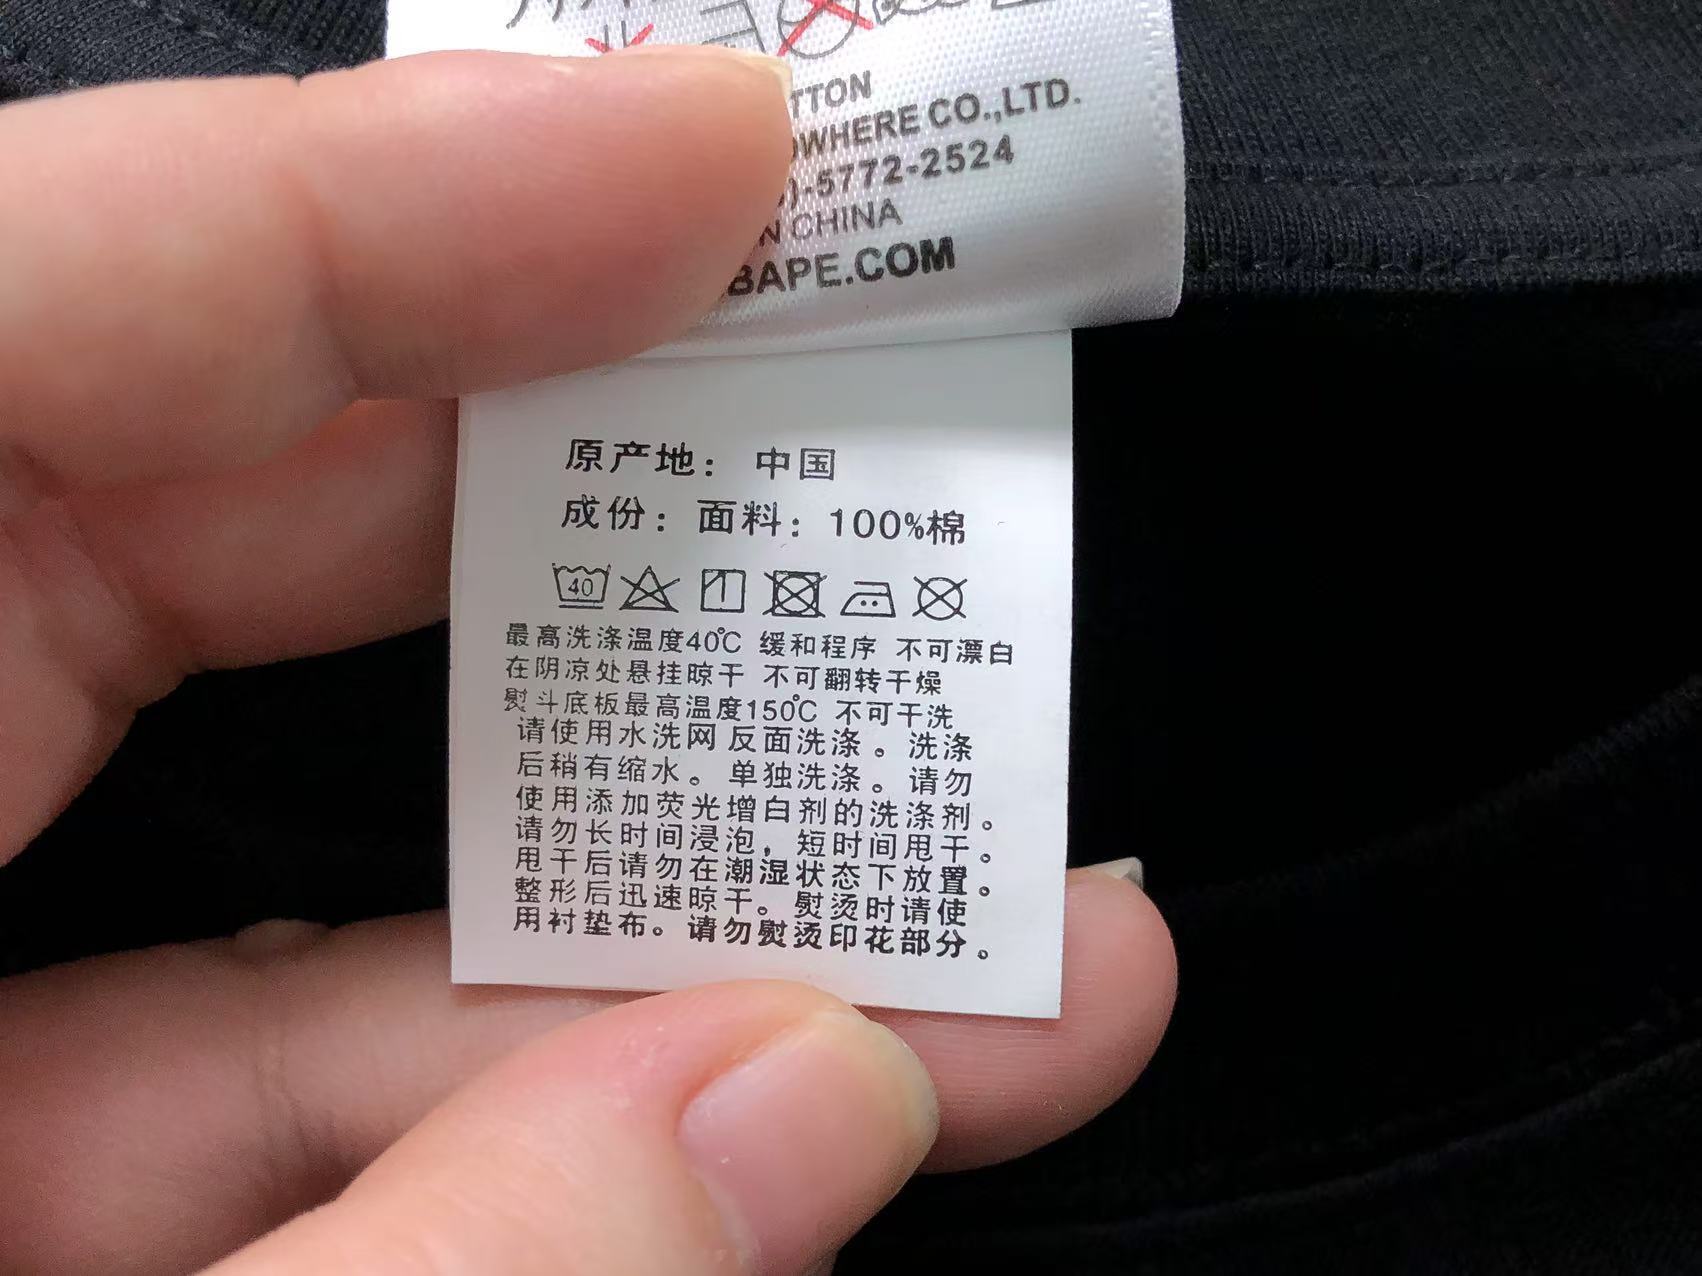 TTON
OWHERE CO.,LTD.
)-5772-2524
N CHINA
BAPE.COM
原产地：中国
成份：面料：100%棉
40
最高洗涤温度40℃ 缓和程序 不可漂白
在阴凉处悬挂晾干 不可翻转干燥
熨斗底板最高温度150℃ 不可干洗
请使用水洗网反面洗涤。洗涤
后稍有缩水。单独洗涤。请勿
使用添加荧光增白剂的洗涤剂。
请勿长时间浸泡，短时间甩干。
甩干后请勿在潮湿状态下放置。
整形后迅速晾干。熨烫时请使
用衬垫布。请勿熨烫印花部分。